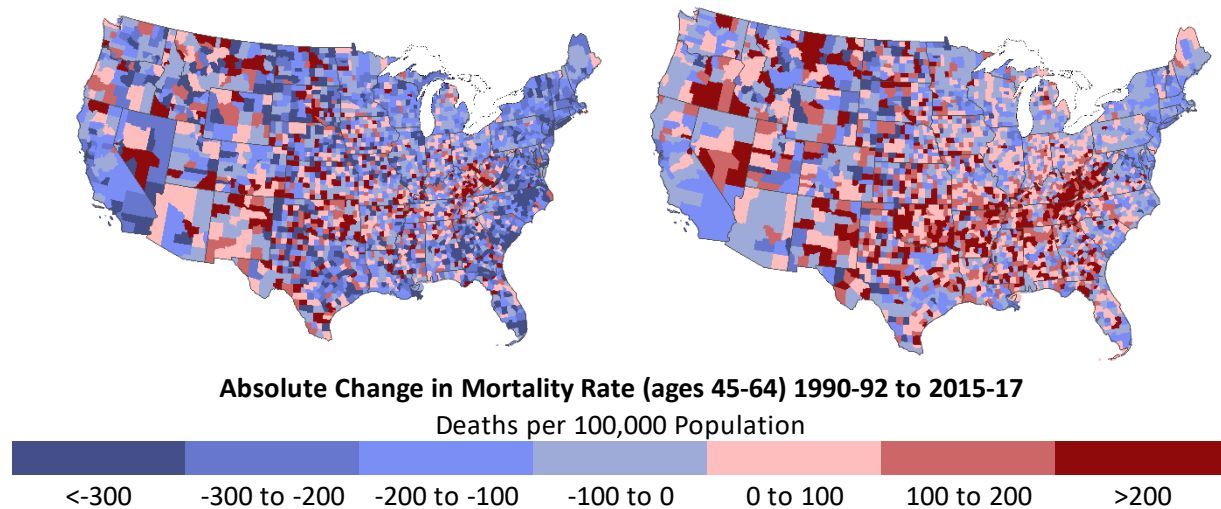 Absolute Change in Mortality Rate (ages 45-64) 1990-92 to 2015-17
Deaths per 100,000 Population
<-300 -300 to -200 -200 to -100 -100 to 0 0 to 100 100 to 200 >200